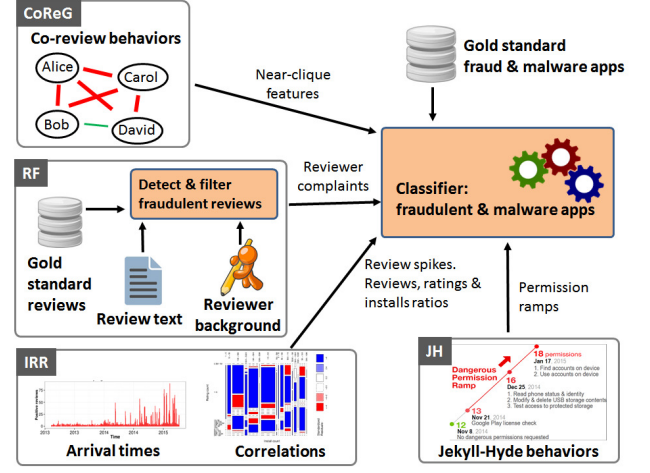 CoReG
Co-review behaviors
Alice
Carol
Bob
David
Near-clique
features
Gold standard
fraud & malware apps
Classifier:
fraudulent & malware apps
RF
Detect & filter
fraudulent reviews
Gold
standard
reviews
Review text
Reviewer
background
Reviewer
complaints
Review spikes.
Reviews, ratings &
installs ratios
Permission
ramps
IRR
2012
2013
2014
2015
Time
Arrival times
Correlations
JH
Dangerous
Permission
Ramp
18 permissions
Jan 17 2015
1. Find accounts on device
2. Use accounts on device
16
Dec 25, 2014
1. Read phone status & identity
2. Modify & delete USB storage contents
3. Test access to protected storage
13
Nov 21, 2014
Google Play license check
12
Nov 8, 2014
No dangerous permissions requested
Jekyll-Hyde behaviors